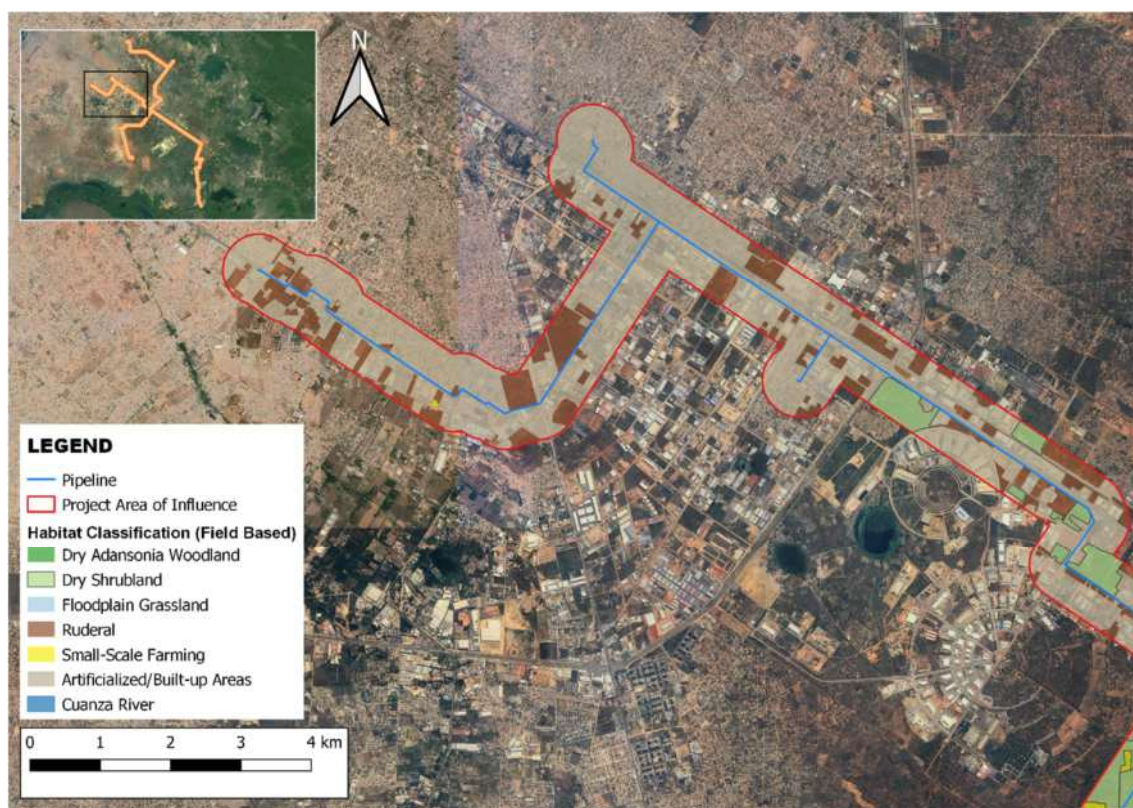 N
LEGEND
Pipeline
Project Area of Influence
Habitat Classification (Field Based)
Dry Adansonia Woodland
Dry Shrubland
Floodplain Grassland
Ruderal
Small-Scale Farming
Artificialized/Built-up Areas
Cuanza River
0 1 2 3 4 km